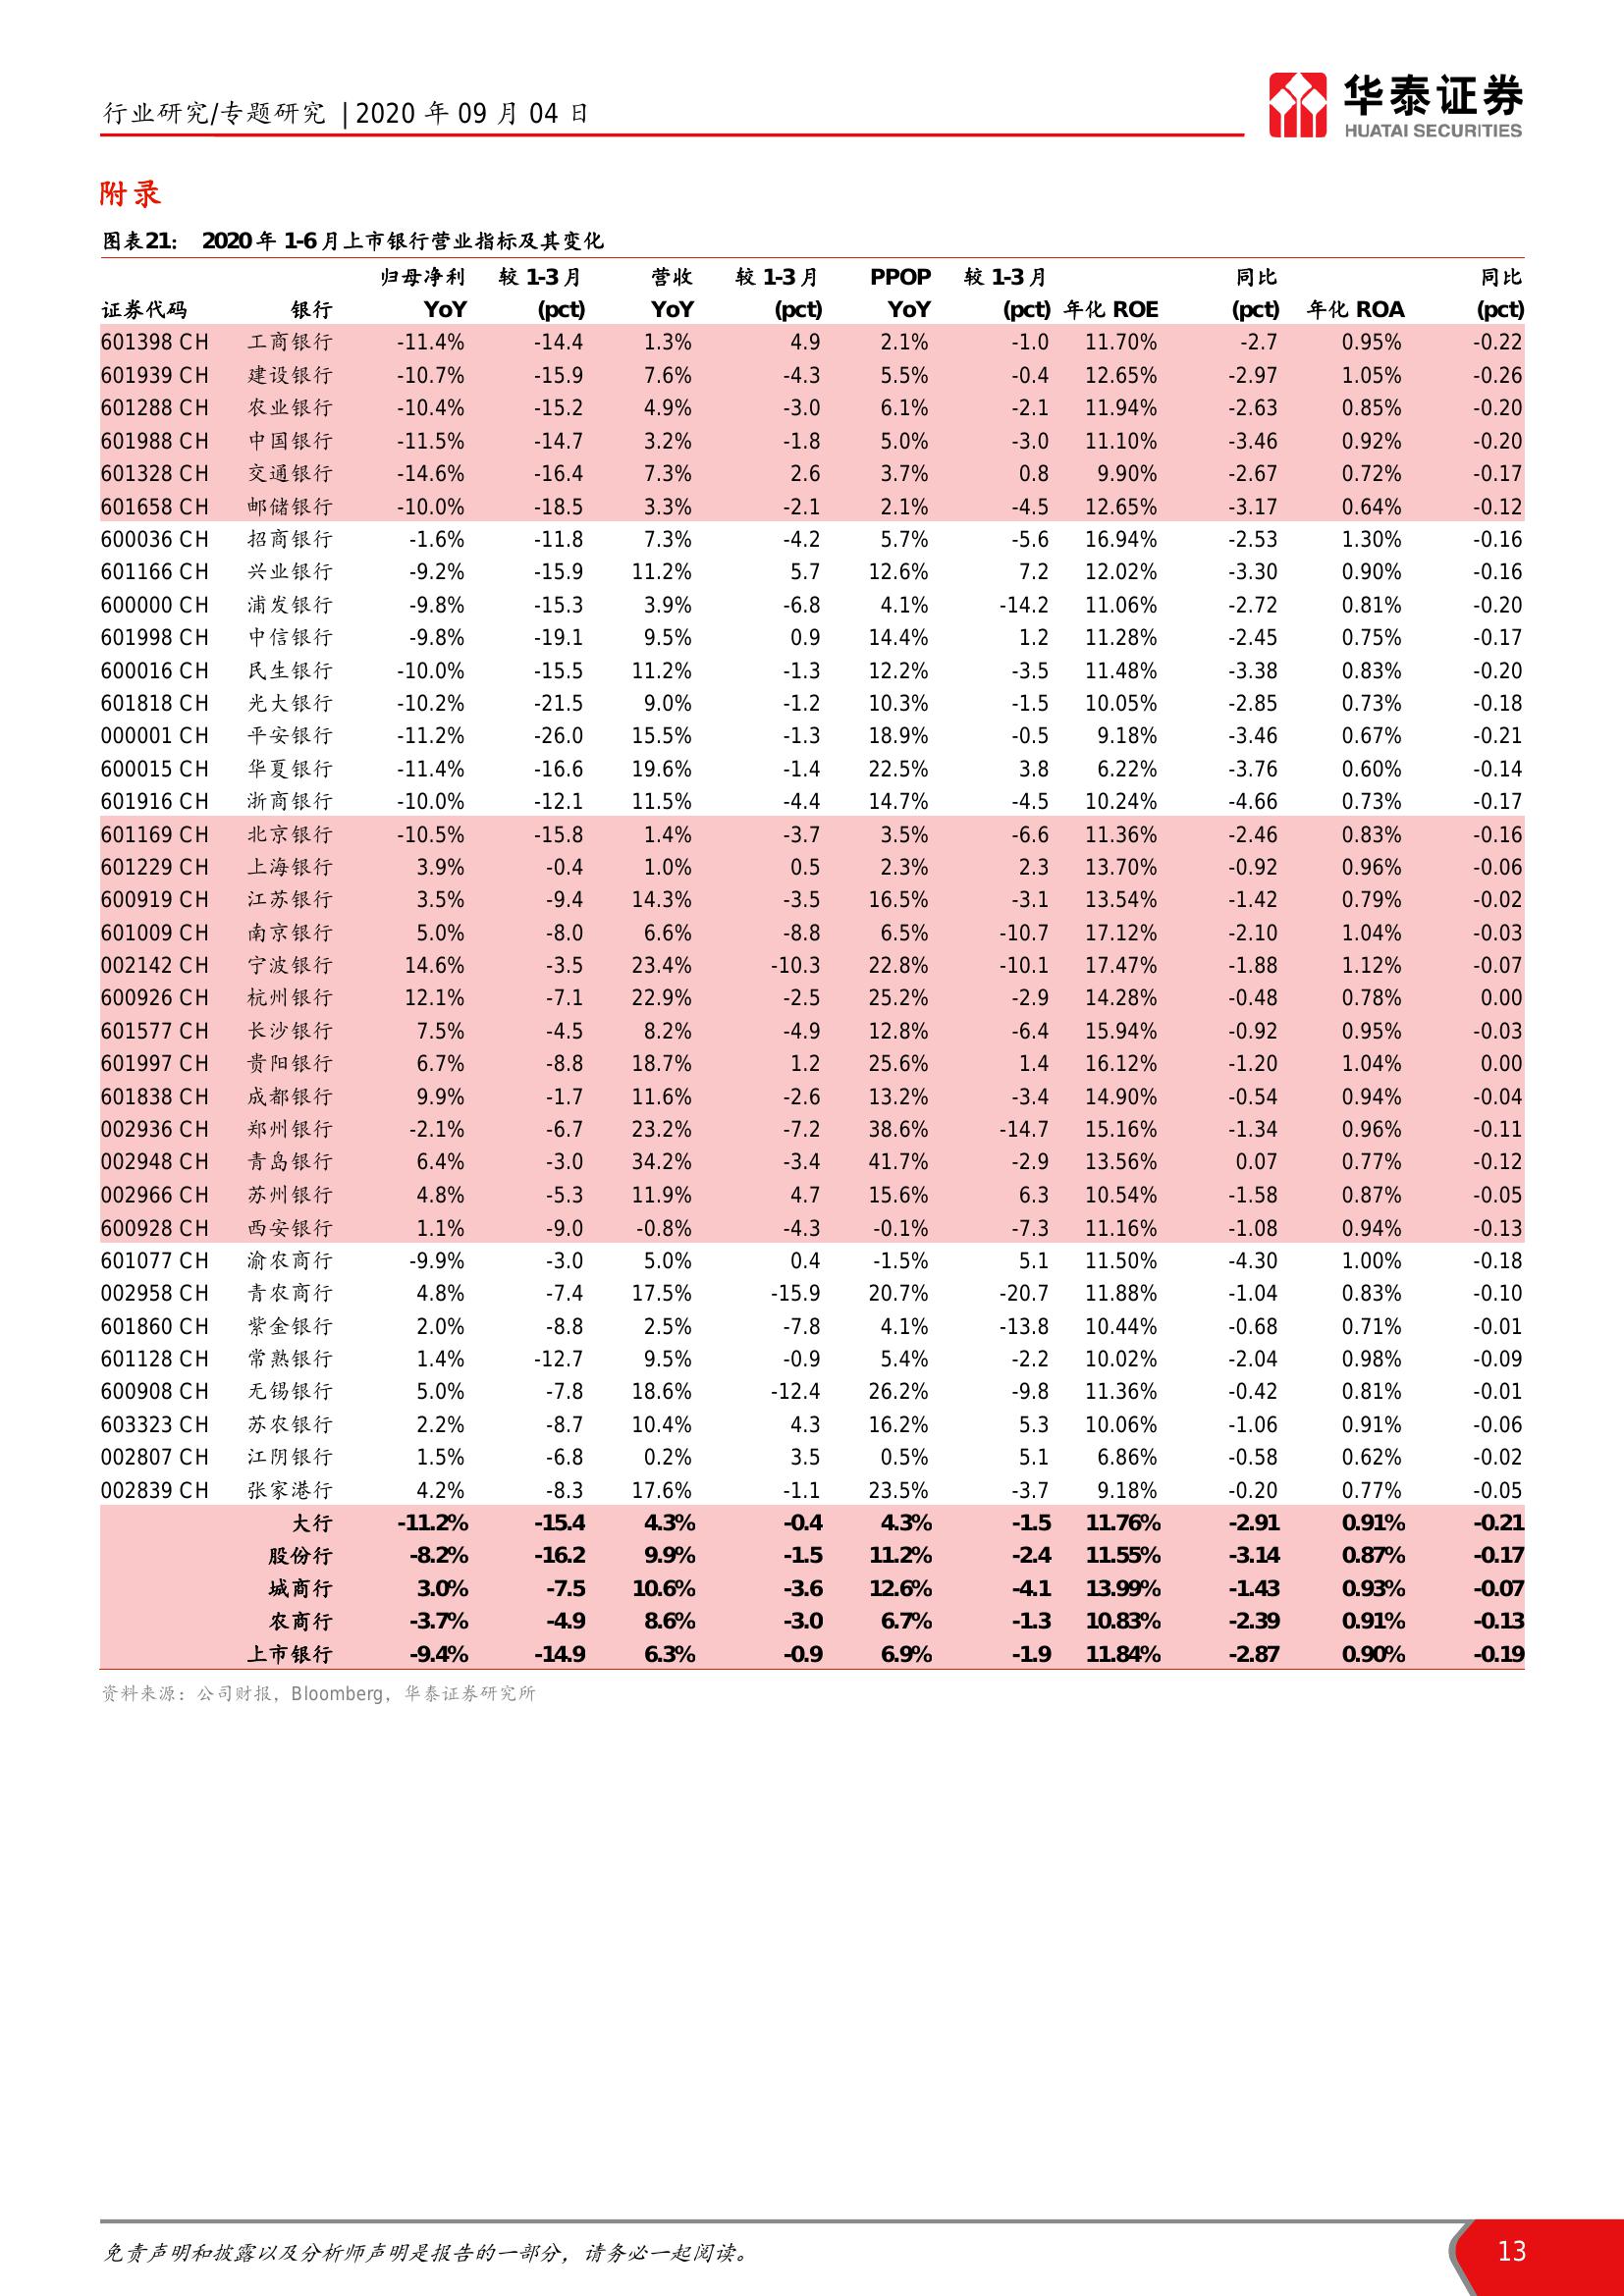 行业研究/专题研究 | 2020 年 09 月 04 日
华泰证券
HUATAI SECURITIES
附录
图表21： 2020 年 1-6 月上市银行营业指标及其变化
归母净利 较 1-3 月 营收 较 1-3 月 PPOP 较 1-3 月 同比 同比
证券代码 银行 YoY (pct) YoY (pct) YoY (pct) 年化 ROE (pct) 年化 ROA (pct)
601398 CH 工商银行 -11.4% -14.4 1.3% 4.9 2.1% -1.0 11.70% -2.7 0.95% -0.22
601939 CH 建设银行 -10.7% -15.9 7.6% -4.3 5.5% -0.4 12.65% -2.97 1.05% -0.26
601288 CH 农业银行 -10.4% -15.2 4.9% -3.0 6.1% -2.1 11.94% -2.63 0.85% -0.20
601988 CH 中国银行 -11.5% -14.7 3.2% -1.8 5.0% -3.0 11.10% -3.46 0.92% -0.20
601328 CH 交通银行 -14.6% -16.4 7.3% 2.6 3.7% 0.8 9.90% -2.67 0.72% -0.17
601658 CH 邮储银行 -10.0% -18.5 3.3% -2.1 2.1% -4.5 12.65% -3.17 0.64% -0.12
600036 CH 招商银行 -1.6% -11.8 7.3% -4.2 5.7% -5.6 16.94% -2.53 1.30% -0.16
601166 CH 兴业银行 -9.2% -15.9 11.2% 5.7 12.6% 7.2 12.02% -3.30 0.90% -0.16
600000 CH 浦发银行 -9.8% -15.3 3.9% -6.8 4.1% -14.2 11.06% -2.72 0.81% -0.20
601998 CH 中信银行 -9.8% -19.1 9.5% 0.9 14.4% 1.2 11.28% -2.45 0.75% -0.17
600016 CH 民生银行 -10.0% -15.5 11.2% -1.3 12.2% -3.5 11.48% -3.38 0.83% -0.20
601818 CH 光大银行 -10.2% -21.5 9.0% -1.2 10.3% -1.5 10.05% -2.85 0.73% -0.18
000001 CH 平安银行 -11.2% -26.0 15.5% -1.3 18.9% -0.5 9.18% -3.46 0.67% -0.21
600015 CH 华夏银行 -11.4% -16.6 19.6% -1.4 22.5% 3.8 6.22% -3.76 0.60% -0.14
601916 CH 浙商银行 -10.0% -12.1 11.5% -4.4 14.7% -4.5 10.24% -4.66 0.73% -0.17
601169 CH 北京银行 -10.5% -15.8 1.4% -3.7 3.5% -6.6 11.36% -2.46 0.83% -0.16
601229 CH 上海银行 3.9% -0.4 1.0% 0.5 2.3% 2.3 13.70% -0.92 0.96% -0.06
600919 CH 江苏银行 3.5% -9.4 14.3% -3.5 16.5% -3.1 13.54% -1.42 0.79% -0.02
601009 CH 南京银行 5.0% -8.0 6.6% -8.8 6.5% -10.7 17.12% -2.10 1.04% -0.03
002142 CH 宁波银行 14.6% -3.5 23.4% -10.3 22.8% -10.1 17.47% -1.88 1.12% -0.07
600926 CH 杭州银行 12.1% -7.1 22.9% -2.5 25.2% -2.9 14.28% -0.48 0.78% 0.00
601577 CH 长沙银行 7.5% -4.5 8.2% -4.9 12.8% -6.4 15.94% -0.92 0.95% -0.03
601997 CH 贵阳银行 6.7% -8.8 18.7% 1.2 25.6% 1.4 16.12% -1.20 1.04% 0.00
601838 CH 成都银行 9.9% -1.7 11.6% -2.6 13.2% -3.4 14.90% -0.54 0.94% -0.04
002936 CH 郑州银行 -2.1% -6.7 23.2% -7.2 38.6% -14.7 15.16% -1.34 0.96% -0.11
002948 CH 青岛银行 6.4% -3.0 34.2% -3.4 41.7% -2.9 13.56% 0.07 0.77% -0.12
002966 CH 苏州银行 4.8% -5.3 11.9% 4.7 15.6% 6.3 10.54% -1.58 0.87% -0.05
600928 CH 西安银行 1.1% -9.0 -0.8% -4.3 -0.1% -7.3 11.16% -1.08 0.94% -0.13
601077 CH 渝农商行 -9.9% -3.0 5.0% 0.4 -1.5% 5.1 11.50% -4.30 1.00% -0.18
002958 CH 青农商行 4.8% -7.4 17.5% -15.9 20.7% -20.7 11.88% -1.04 0.83% -0.10
601860 CH 紫金银行 2.0% -8.8 2.5% -7.8 4.1% -13.8 10.44% -0.68 0.71% -0.01
601128 CH 常熟银行 1.4% -12.7 9.5% -0.9 5.4% -2.2 10.02% -2.04 0.98% -0.09
600908 CH 无锡银行 5.0% -7.8 18.6% -12.4 26.2% -9.8 11.36% -0.42 0.81% -0.01
603323 CH 苏农银行 2.2% -8.7 10.4% 4.3 16.2% 5.3 10.06% -1.06 0.91% -0.06
002807 CH 江阴银行 1.5% -6.8 0.2% 3.5 0.5% 5.1 6.86% -0.58 0.62% -0.02
002839 CH 张家港行 4.2% -8.3 17.6% -1.1 23.5% -3.7 9.18% -0.20 0.77% -0.05
大行 -11.2% -15.4 4.3% -0.4 4.3% -1.5 11.76% -2.91 0.91% -0.21
股份行 -8.2% -16.2 9.9% -1.5 11.2% -2.4 11.55% -3.14 0.87% -0.17
城商行 3.0% -7.5 10.6% -3.6 12.6% -4.1 13.99% -1.43 0.93% -0.07
农商行 -3.7% -4.9 8.6% -3.0 6.7% -1.3 10.83% -2.39 0.91% -0.13
上市银行 -9.4% -14.9 6.3% -0.9 6.9% -1.9 11.84% -2.87 0.90% -0.19
资料来源：公司财报，Bloomberg，华泰证券研究所
免责声明和披露以及分析师声明是报告的一部分，请务必一起阅读。
13